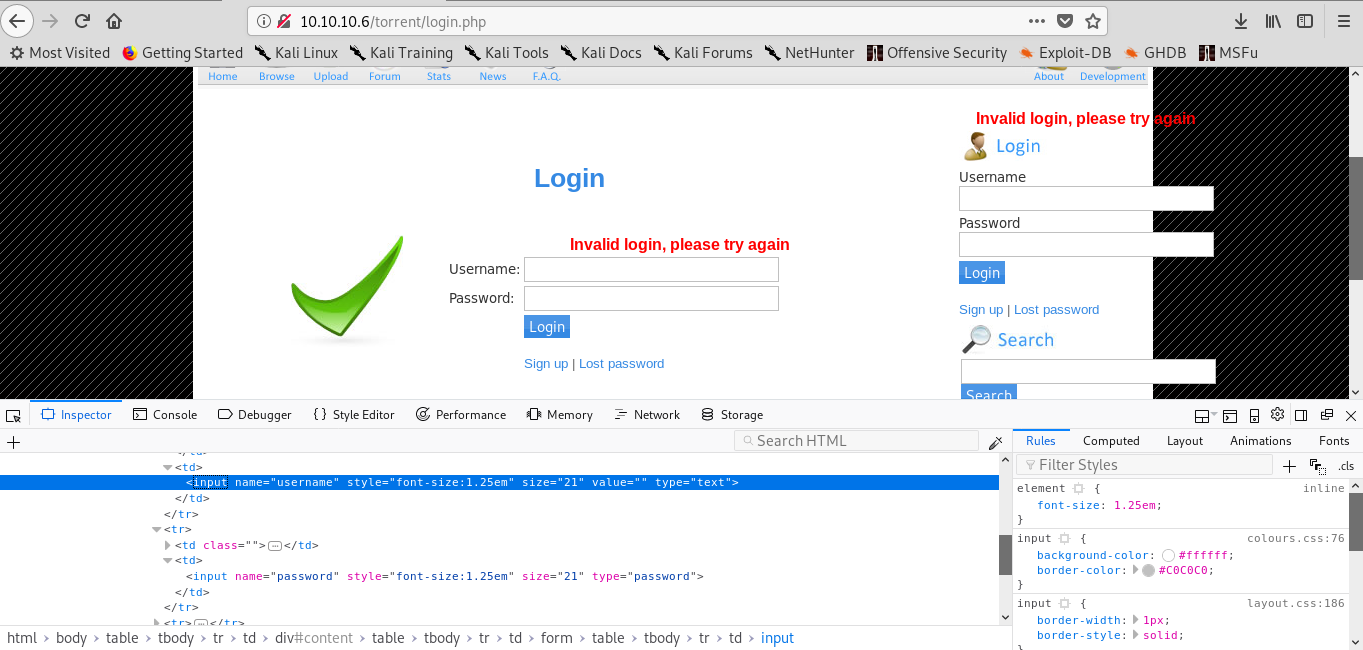 10.10.10.6/torrent/login.php
Most Visited Getting Started Kali Linux Kali Training Kali Tools Kali Docs Kali Forums NetHunter Offensive Security Exploit-DB GHDB MSFu
Home Browse Upload Forum Stats News F.A.Q. About Development
Invalid login, please try again
Login
Username
Password
Login
Sign up | Lost password
Search
Search
Login
Invalid login, please try again
Username:
Password:
Login
Sign up | Lost password
Inspector Console Debugger {} Style Editor Performance Memory Network Storage
+ Search HTML
</td>
<td>
<input name="username" style="font-size:1.25em" size="21" value="" type="text">
</td>
</tr>
<tr>
<td class="">…</td>
<td>
<input name="password" style="font-size:1.25em" size="21" type="password">
</td>
</tr>
<tr>…</tr>
html › body › table › tbody › tr › td › div#content › table › tbody › tr › td › form › table › tbody › tr › td › input
Rules Computed Layout Animations Fonts
Filter Styles + .cls
element { inline
font-size: 1.25em;
}
input { colours.css:76
background-color: #ffffff;
border-color: #C0C0C0;
}
input { layout.css:186
border-width: 1px;
border-style: solid;
}